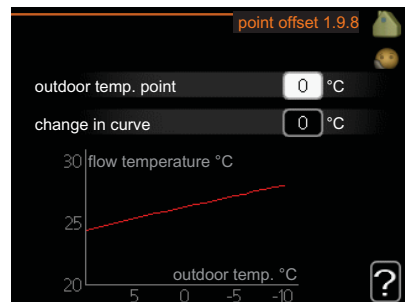 point offset 1.9.8
outdoor temp. point 0 °C
change in curve 0 °C
30 flow temperature °C
25
20
outdoor temp. °C
5 0 -5 -10
?